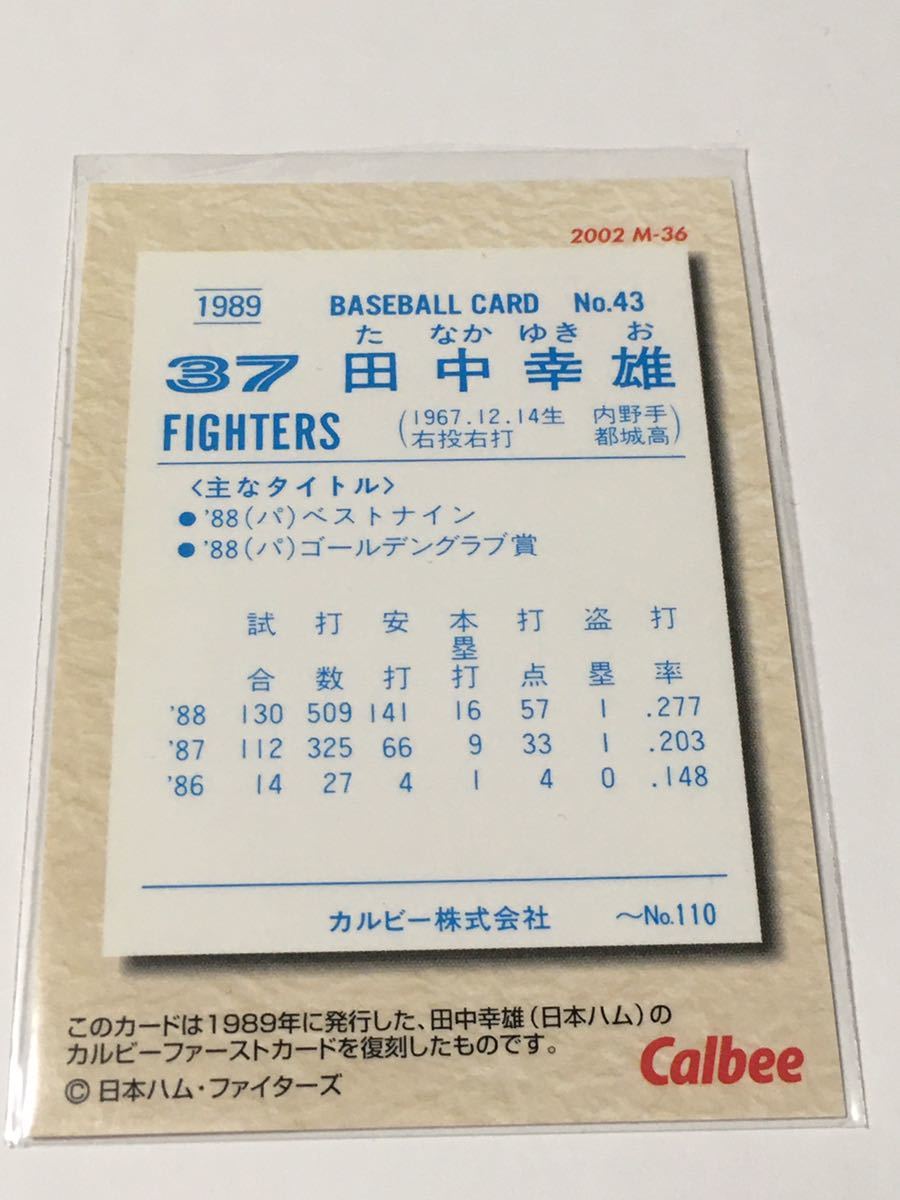 2002 M-36
1989 BASEBALL CARD No.43
た なか ゆき お
37 田中幸雄
FIGHTERS (1967.12.14生 内野手
右投右打 都城高)
〈主なタイトル〉
●'88(パ)ベストナイン
●'88(パ)ゴールデングラブ賞
試合 打数 安打 本塁打 打点 盗塁 打率
'88 130 509 141 16 57 1 .277
'87 112 325 66 9 33 1 .203
'86 14 27 4 1 4 0 .148
カルビー株式会社 〜No.110
このカードは1989年に発行した、田中幸雄(日本ハム)の
カルビーファーストカードを復刻したものです。
Calbee
©日本ハム・ファイターズ